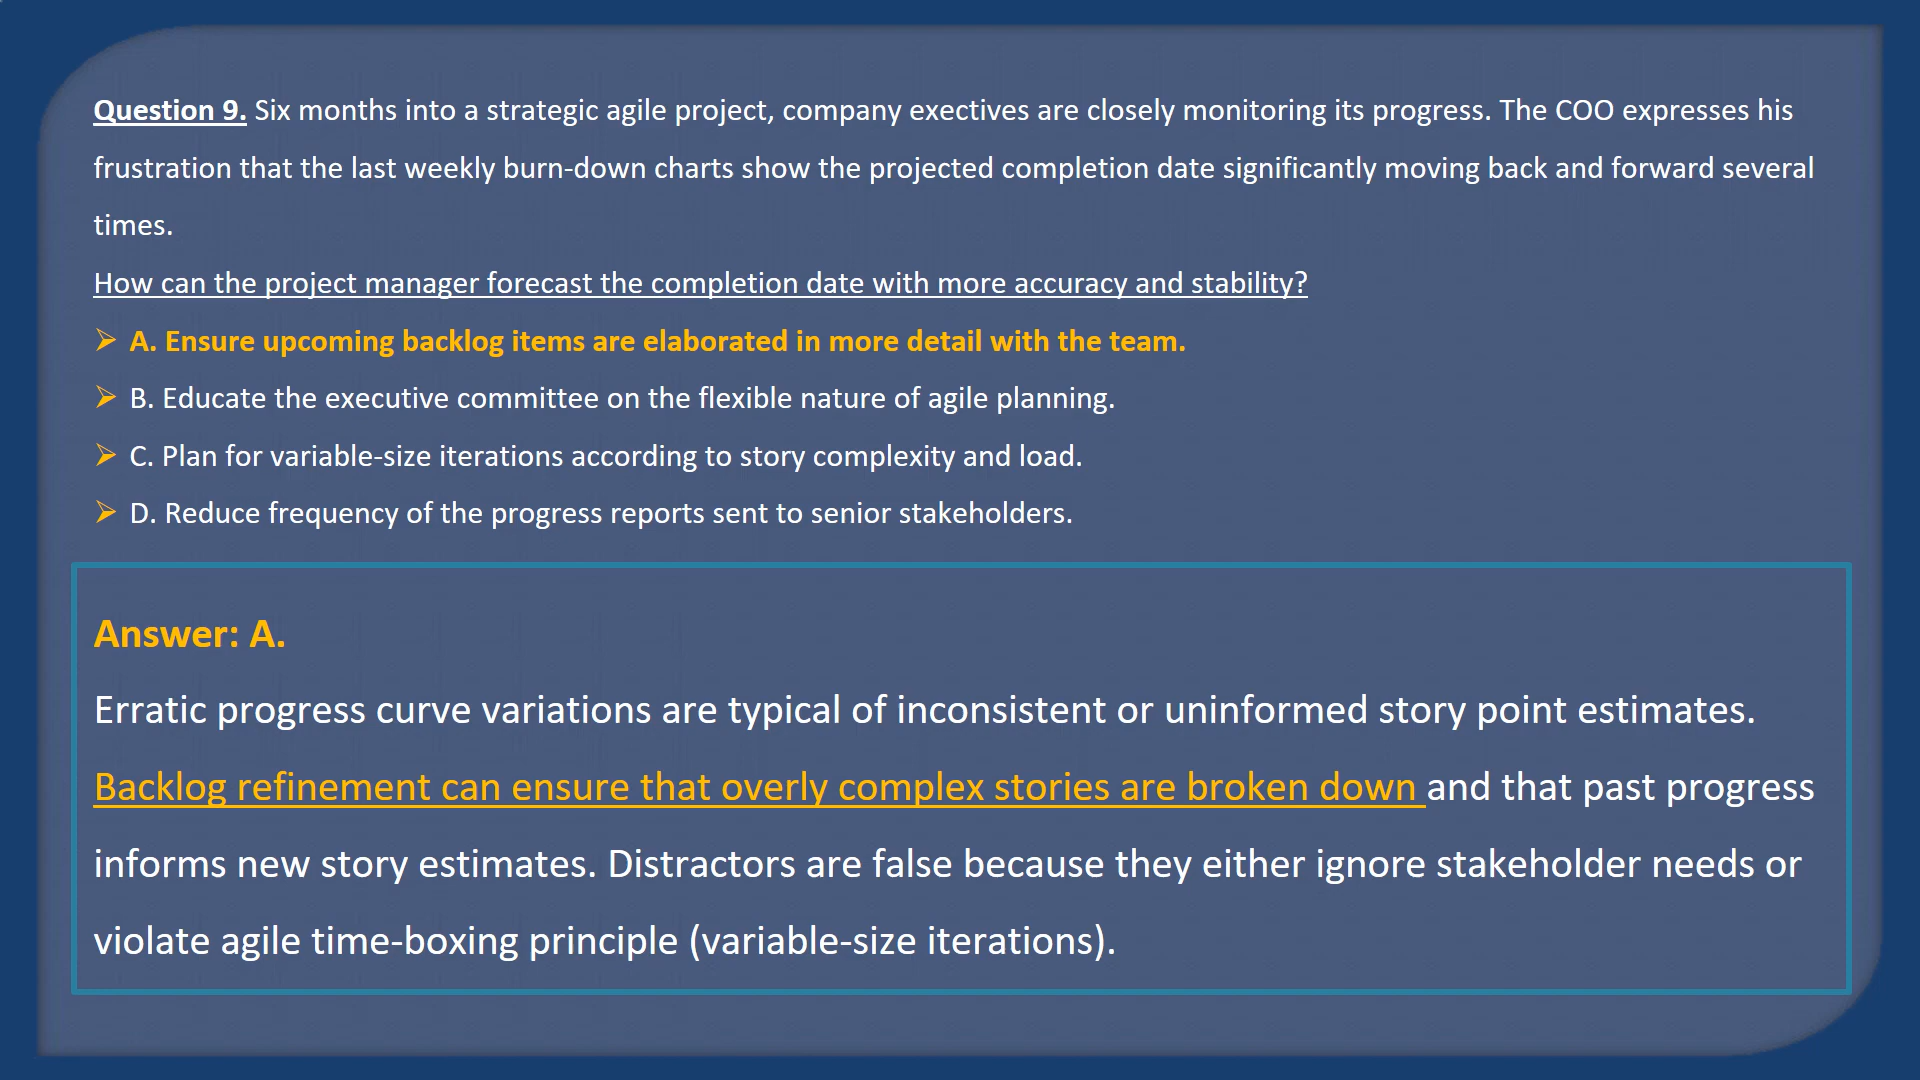 Question 9. Six months into a strategic agile project, company exectives are closely monitoring its progress. The COO expresses his
frustration that the last weekly burn-down charts show the projected completion date significantly moving back and forward several
times.
How can the project manager forecast the completion date with more accuracy and stability?
➢ A. Ensure upcoming backlog items are elaborated in more detail with the team.
➢ B. Educate the executive committee on the flexible nature of agile planning.
➢ C. Plan for variable-size iterations according to story complexity and load.
➢ D. Reduce frequency of the progress reports sent to senior stakeholders.
Answer: A.
Erratic progress curve variations are typical of inconsistent or uninformed story point estimates.
Backlog refinement can ensure that overly complex stories are broken down and that past progress
informs new story estimates. Distractors are false because they either ignore stakeholder needs or
violate agile time-boxing principle (variable-size iterations).